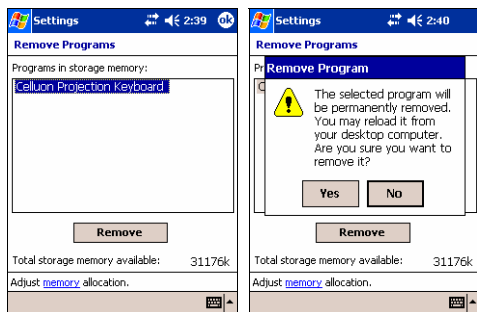 Settings 2:39 ok
Remove Programs
Programs in storage memory:
Celluon Projection Keyboard
Remove
Total storage memory available: 31176k
Adjust memory allocation.
Settings 2:40
Remove Programs
Pr
Remove Program
C
The selected program will
be permanently removed.
You may reload it from
your desktop computer.
Are you sure you want to
remove it?
Yes No
Remove
Total storage memory available: 31176k
Adjust memory allocation.